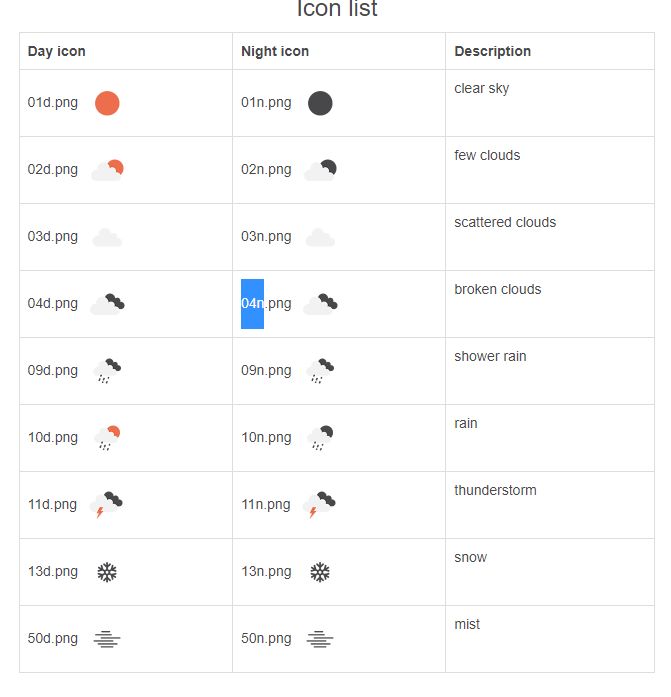 Icon list
Day icon Night icon Description
01d.png 01n.png clear sky
02d.png 02n.png few clouds
03d.png 03n.png scattered clouds
04d.png 04n.png broken clouds
09d.png 09n.png shower rain
10d.png 10n.png rain
11d.png 11n.png thunderstorm
13d.png 13n.png snow
50d.png 50n.png mist